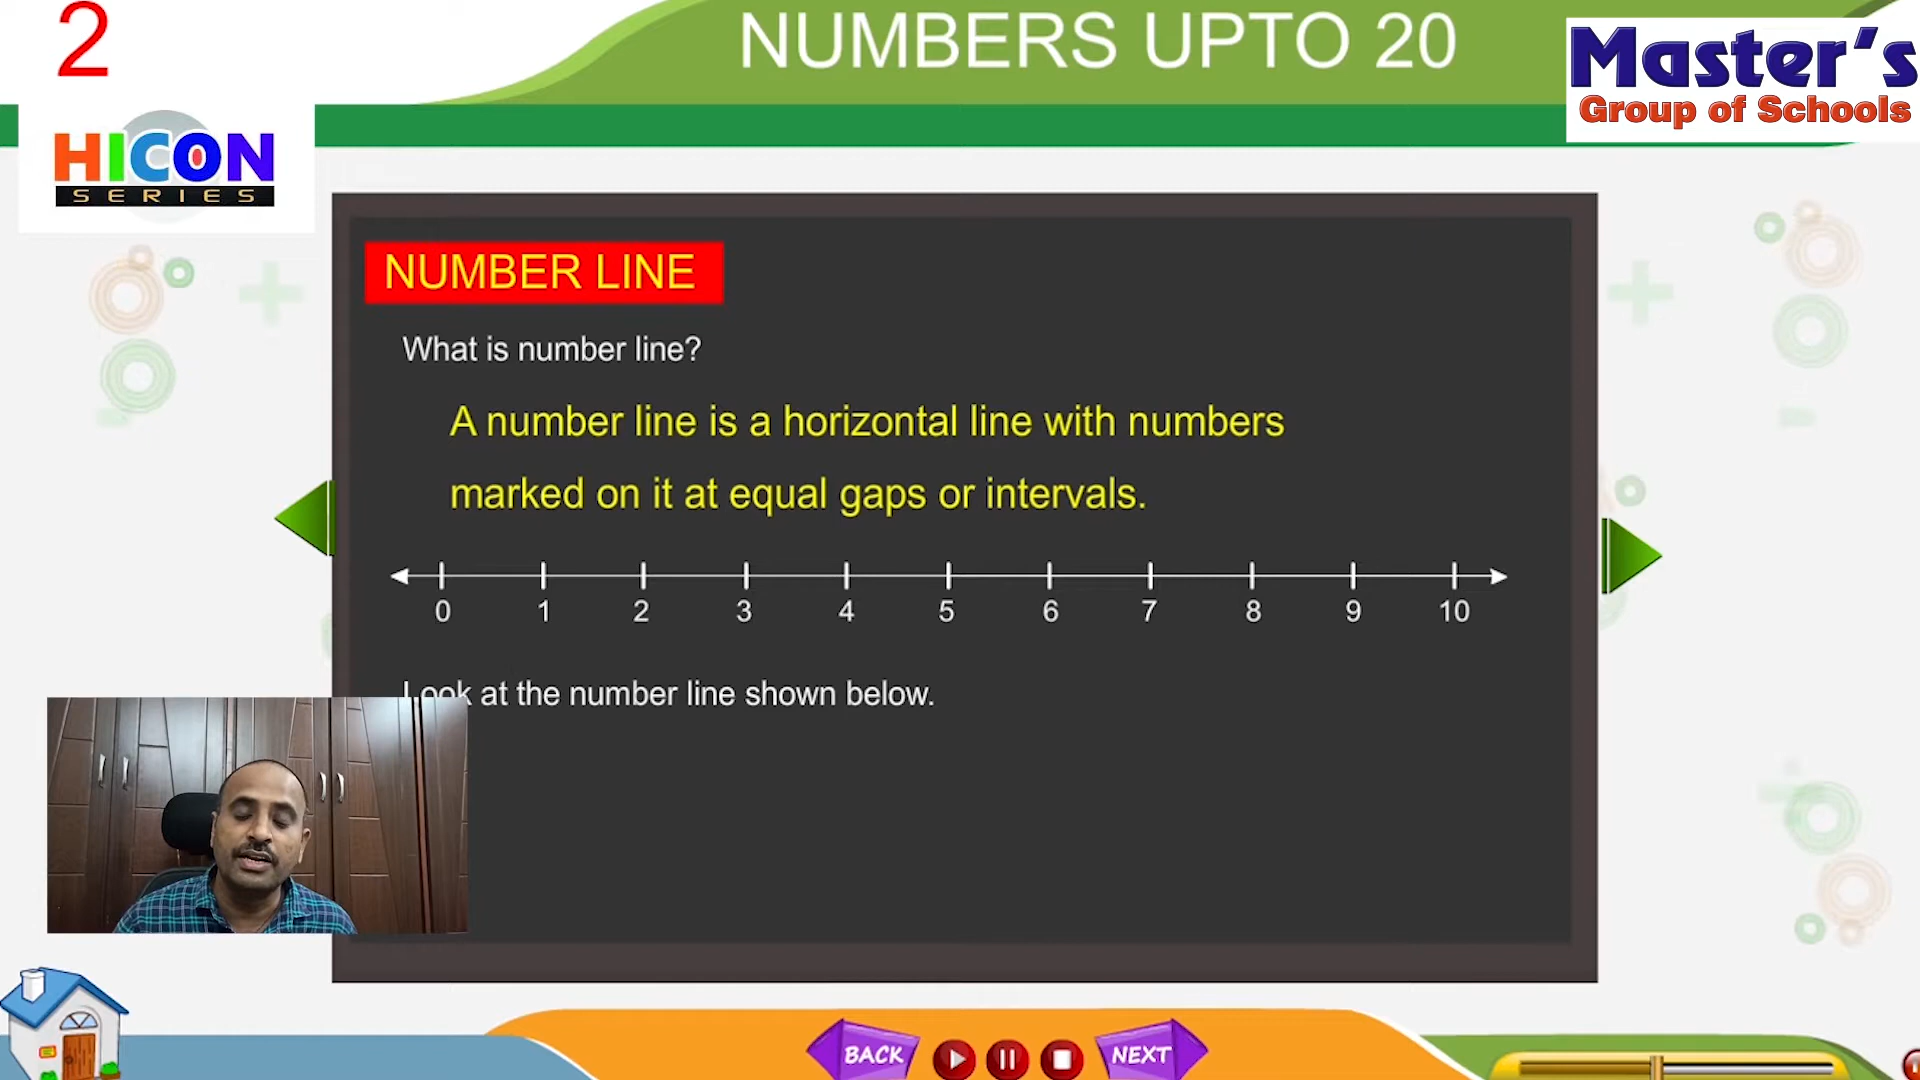 2
NUMBERS UPTO 20
Master's
Group of Schools
HICON
SERIES
NUMBER LINE
What is number line?
A number line is a horizontal line with numbers
marked on it at equal gaps or intervals.
0 1 2 3 4 5 6 7 8 9 10
Look at the number line shown below.
BACK NEXT